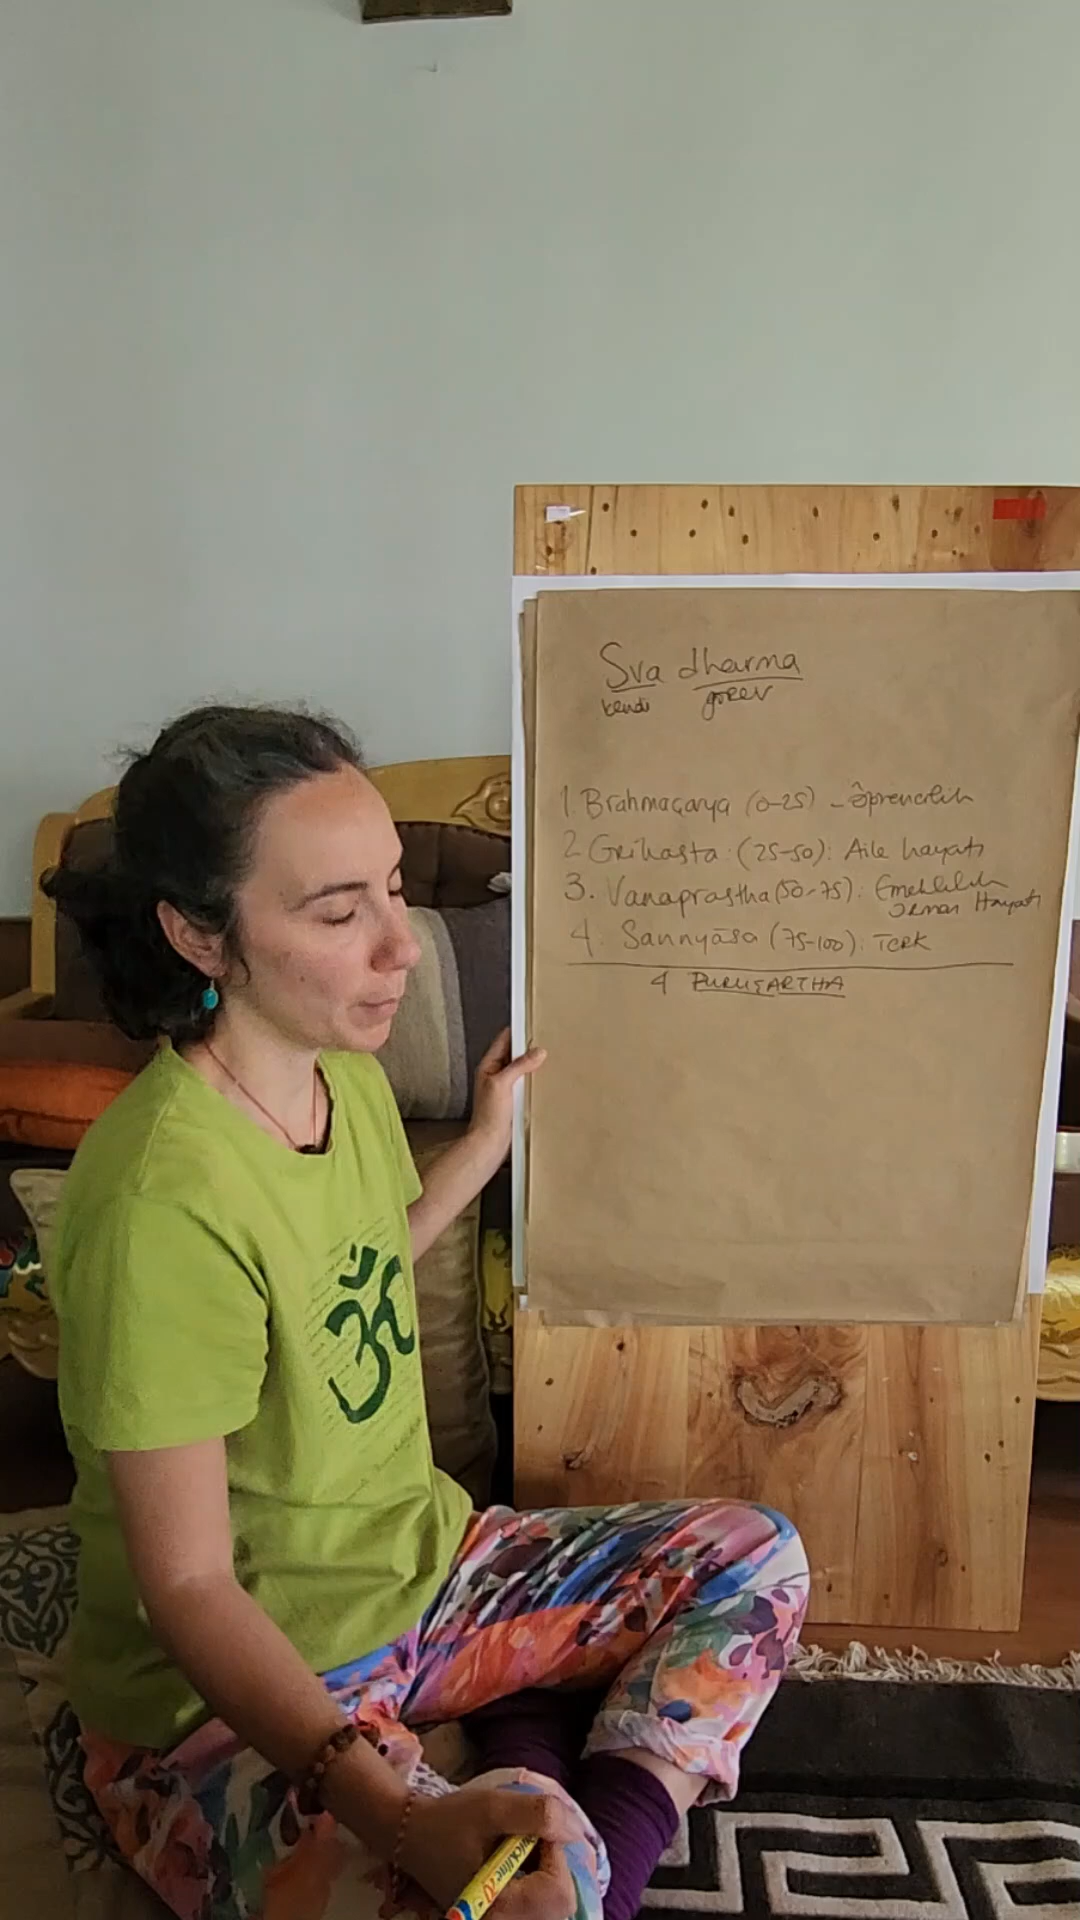 Sva dharma
kendi görev
1. Brahmaçarya (0-25) - öğrencilik
2 Grihasta: (25-50): Aile hayatı
3. Vanaprastha (50-75): Emeklilik
Orman Hayatı
4. Sannyāsa (75-100): TERK
4 PURUŞARTHA
ॐ